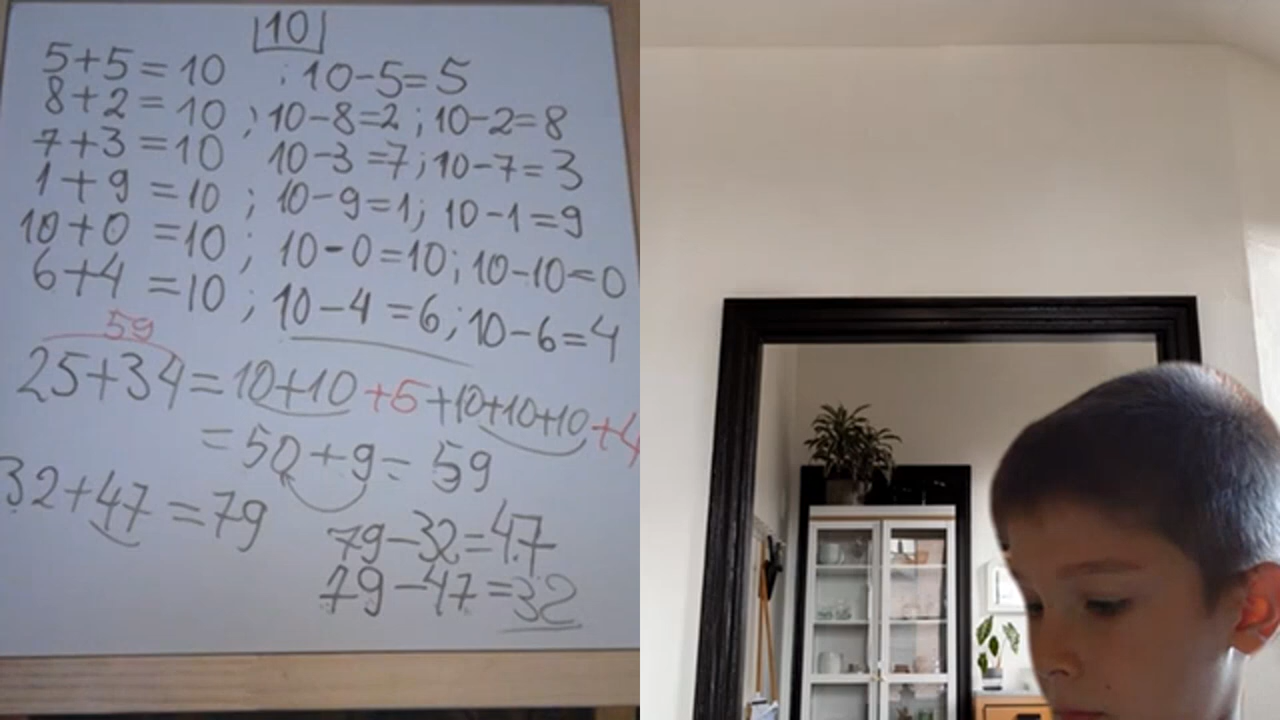 10
5+5=10 ; 10-5=5
8+2=10 ; 10-8=2 ; 10-2=8
7+3=10 10-3=7 ; 10-7=3
1+9=10 ; 10-9=1; 10-1=9
10+0=10 ; 10-0=10; 10-10=0
6+4=10 ; 10-4=6; 10-6=4
59
25+34=10+10+5+10+10+10+4
=50+9=59
32+47=79
79-32=47
79-47=32